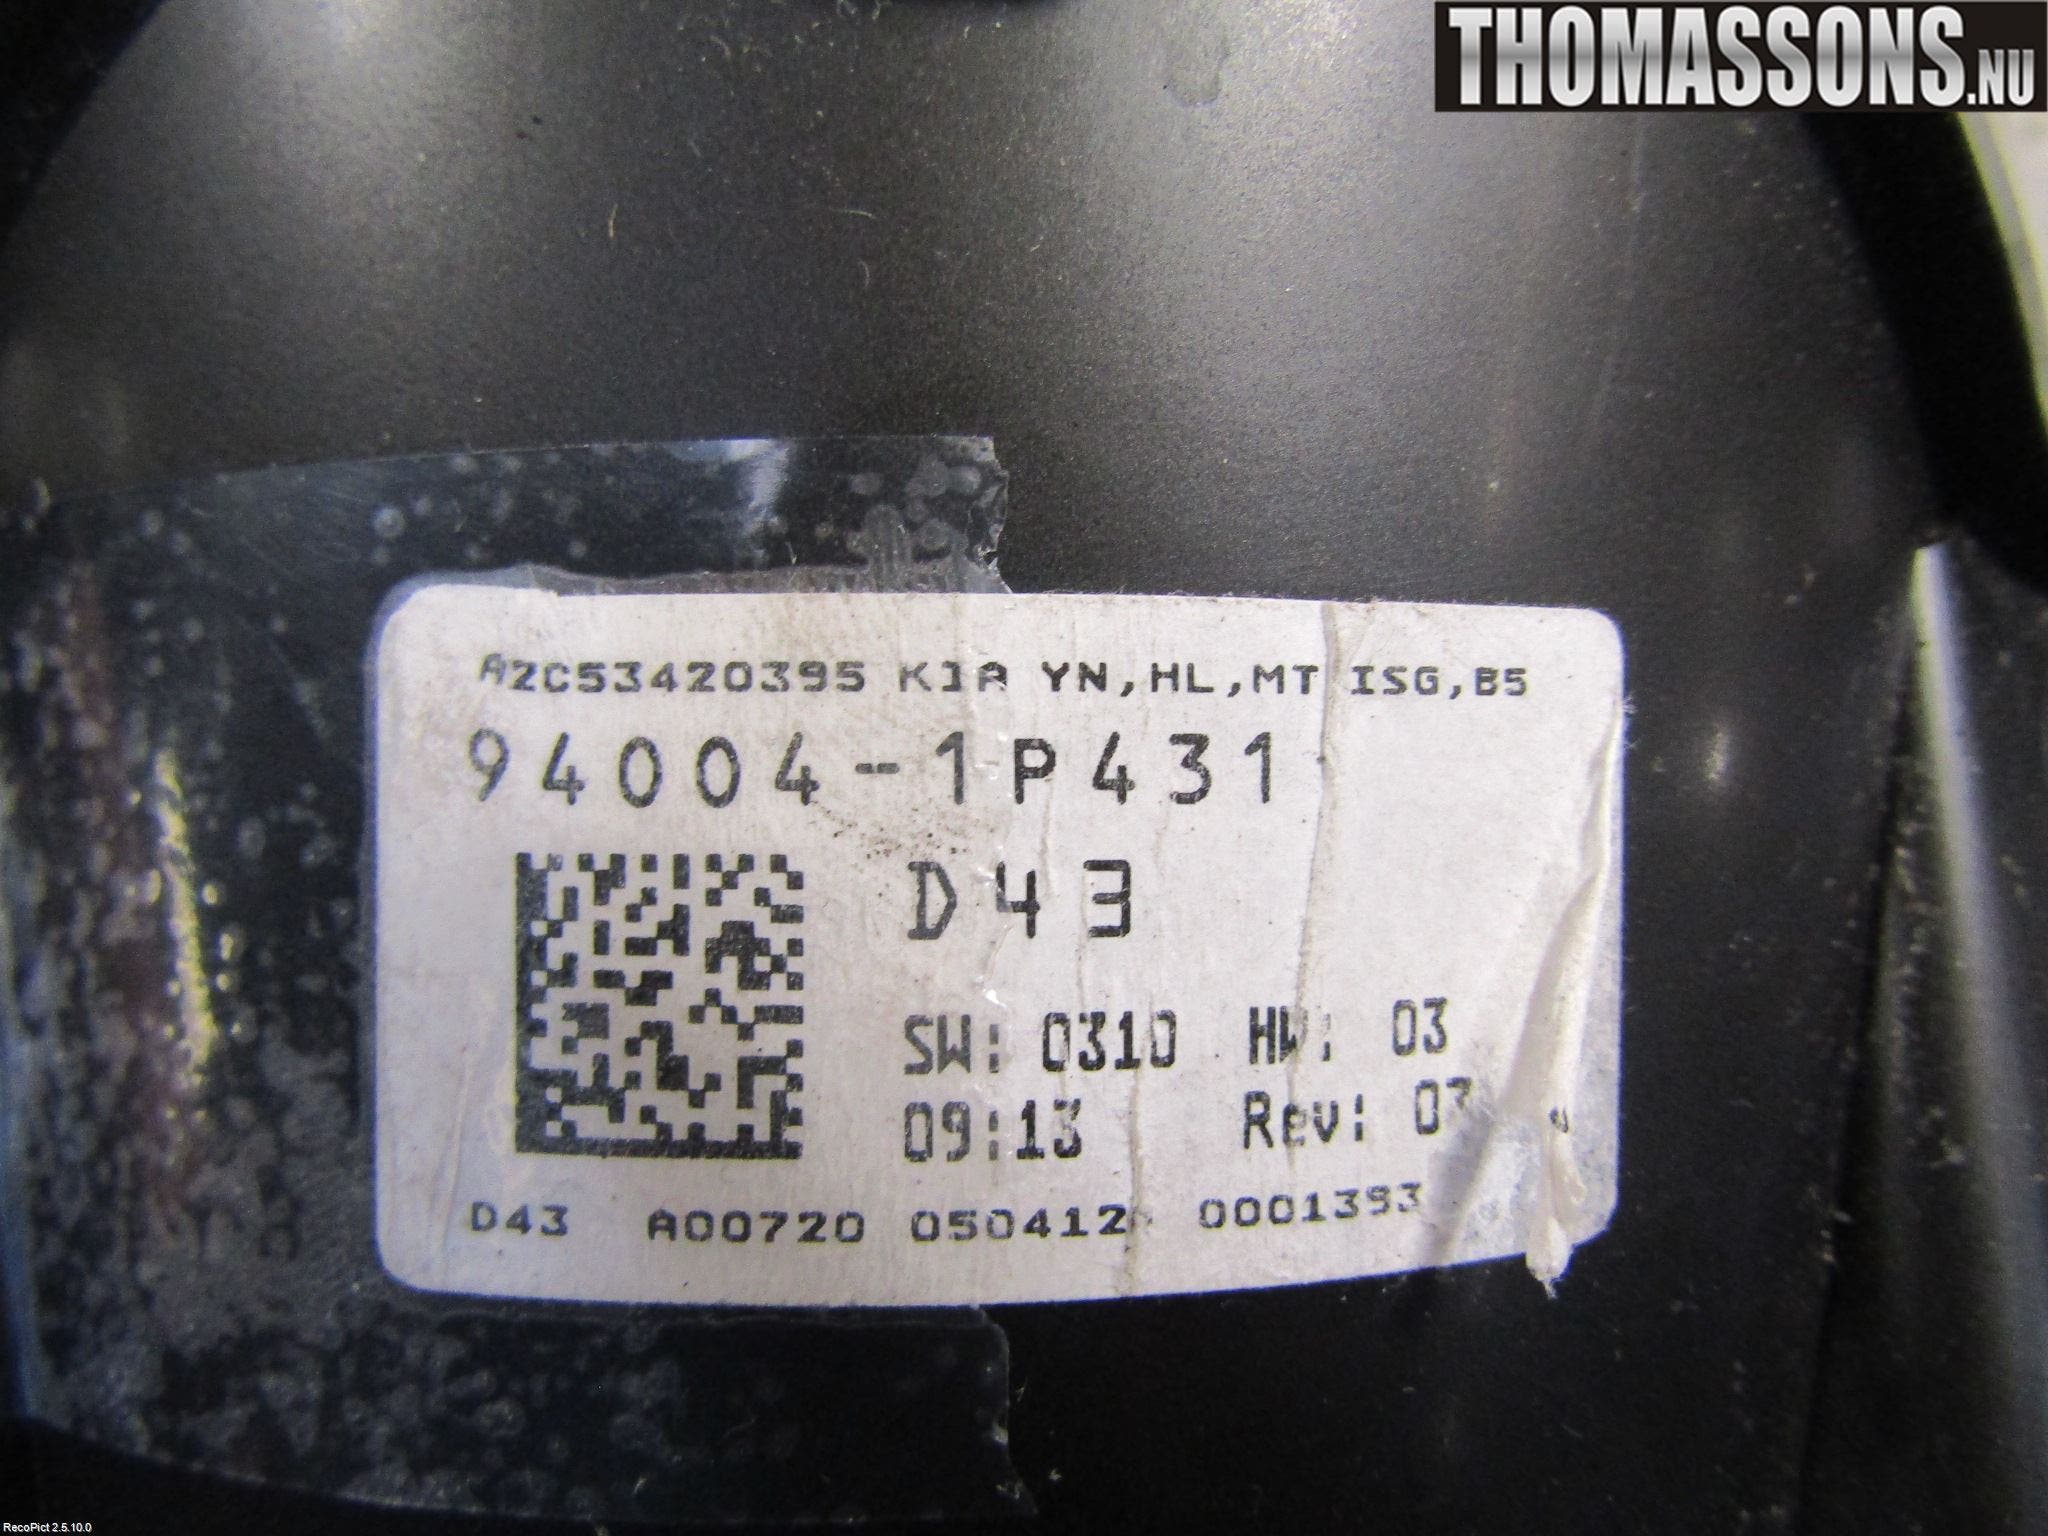 THOMASSONS.NU
A2C53420395 KIA YN,HL,MT ISG,B5
94004-1P431
D43
SW: 0310 HW: 03
09:13 Rev: 03
D43 A00720 050412 0001393
RecoPict 2.5.10.0